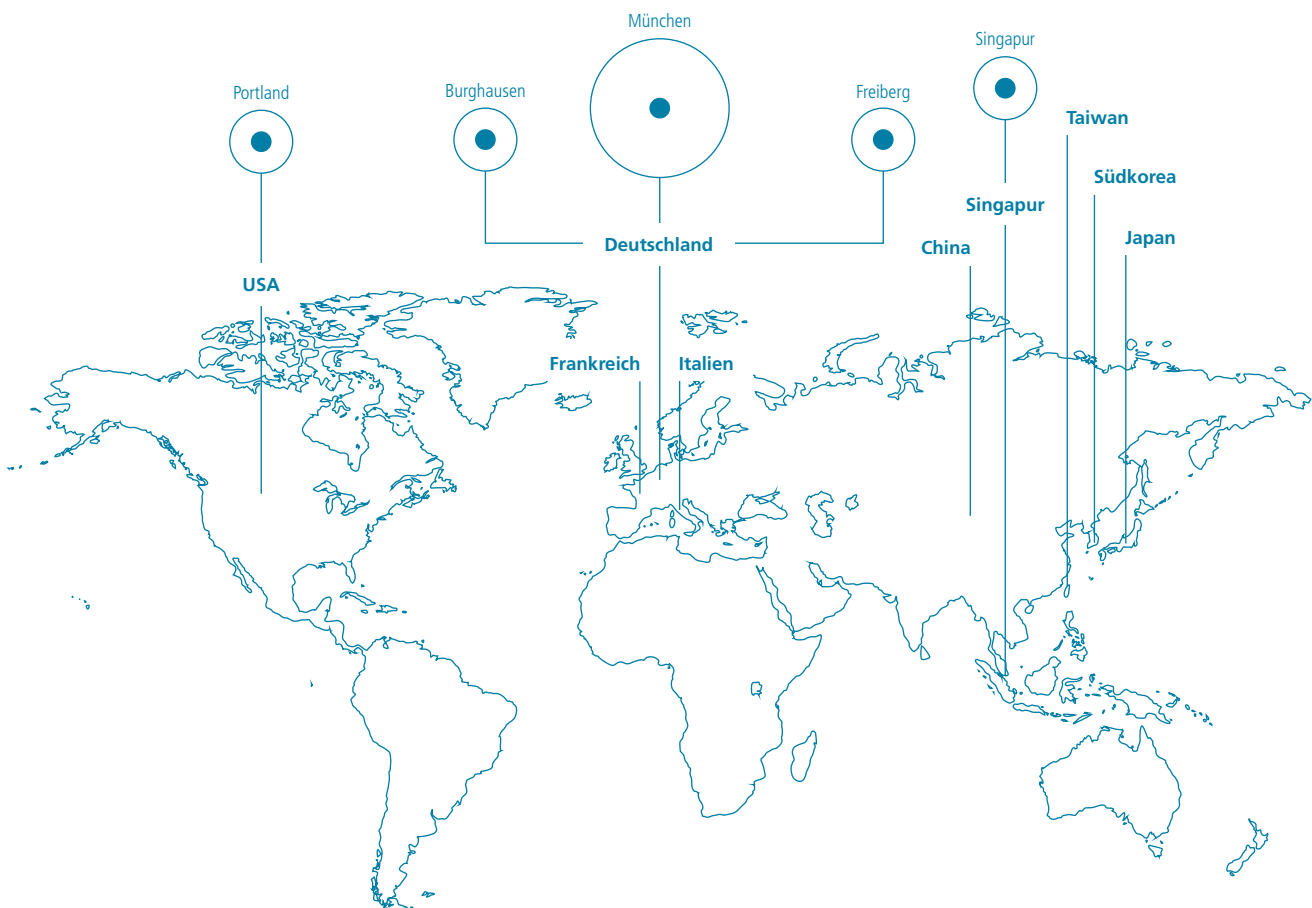 München
Singapur
Portland
Burghausen
Freiberg
Taiwan
Südkorea
Singapur
Deutschland
China
Japan
USA
Frankreich
Italien